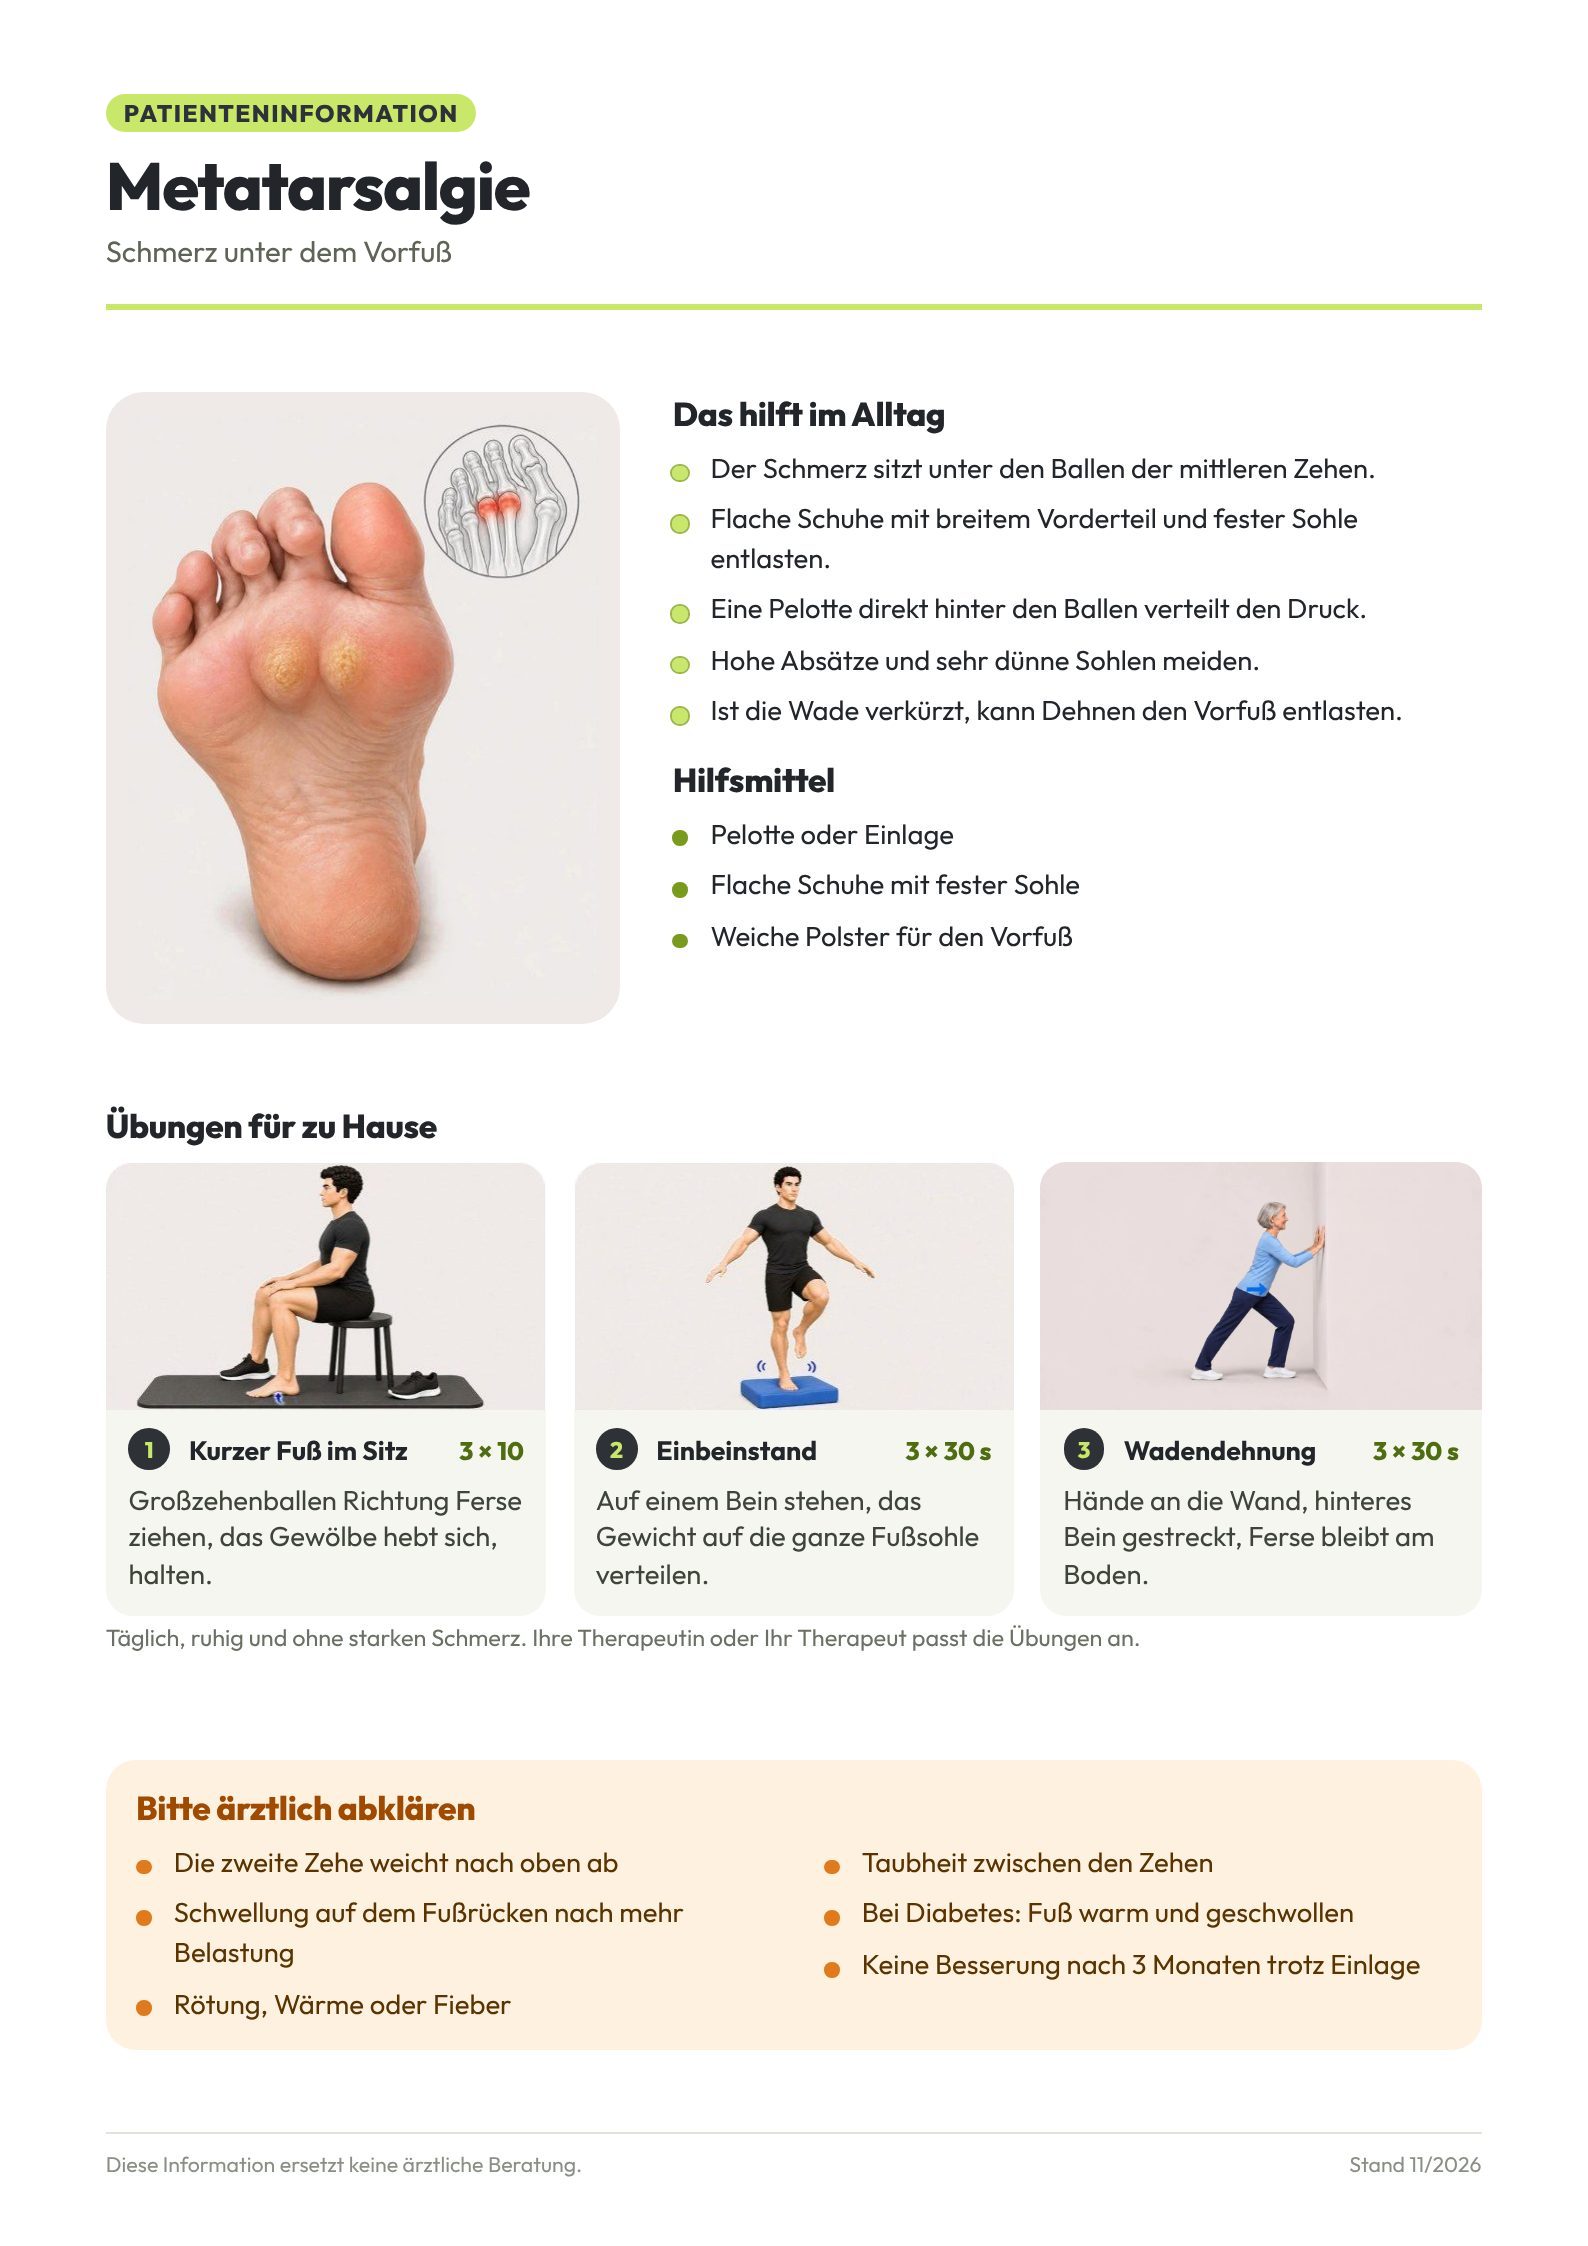 PATIENTENINFORMATION
Metatarsalgie
Schmerz unter dem Vorfuß
Das hilft im Alltag
Der Schmerz sitzt unter den Ballen der mittleren Zehen.
Flache Schuhe mit breitem Vorderteil und fester Sohle
entlasten.
Eine Pelotte direkt hinter den Ballen verteilt den Druck.
Hohe Absätze und sehr dünne Sohlen meiden.
Ist die Wade verkürzt, kann Dehnen den Vorfuß entlasten.
Hilfsmittel
Pelotte oder Einlage
Flache Schuhe mit fester Sohle
Weiche Polster für den Vorfuß
Übungen für zu Hause
1 Kurzer Fuß im Sitz 3 × 10
Großzehenballen Richtung Ferse
ziehen, das Gewölbe hebt sich,
halten.
2 Einbeinstand 3 × 30 s
Auf einem Bein stehen, das
Gewicht auf die ganze Fußsohle
verteilen.
3 Wadendehnung 3 × 30 s
Hände an die Wand, hinteres
Bein gestreckt, Ferse bleibt am
Boden.
Täglich, ruhig und ohne starken Schmerz. Ihre Therapeutin oder Ihr Therapeut passt die Übungen an.
Bitte ärztlich abklären
Die zweite Zehe weicht nach oben ab
Schwellung auf dem Fußrücken nach mehr
Belastung
Rötung, Wärme oder Fieber
Taubheit zwischen den Zehen
Bei Diabetes: Fuß warm und geschwollen
Keine Besserung nach 3 Monaten trotz Einlage
Diese Information ersetzt keine ärztliche Beratung.
Stand 11/2026